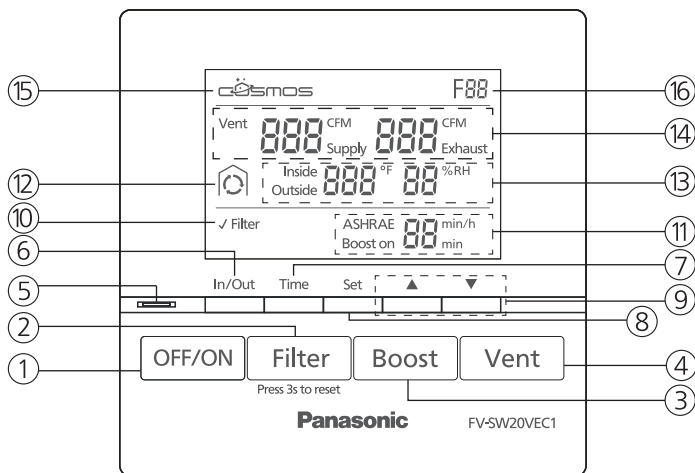 ⑮ cosmos F88 ⑯
Vent 888 CFM Supply 888 CFM Exhaust ⑭
⑫ Inside Outside 888 °F 88 %RH ⑬
⑩ ✓ Filter ASHRAE Boost on 88 min/h min ⑪
⑥ In/Out Time Set ▲ ▼ ⑦
⑤ ⑨
② ⑧
① OFF/ON Filter Boost Vent ④
Press 3s to reset ③
Panasonic FV-SW20VEC1